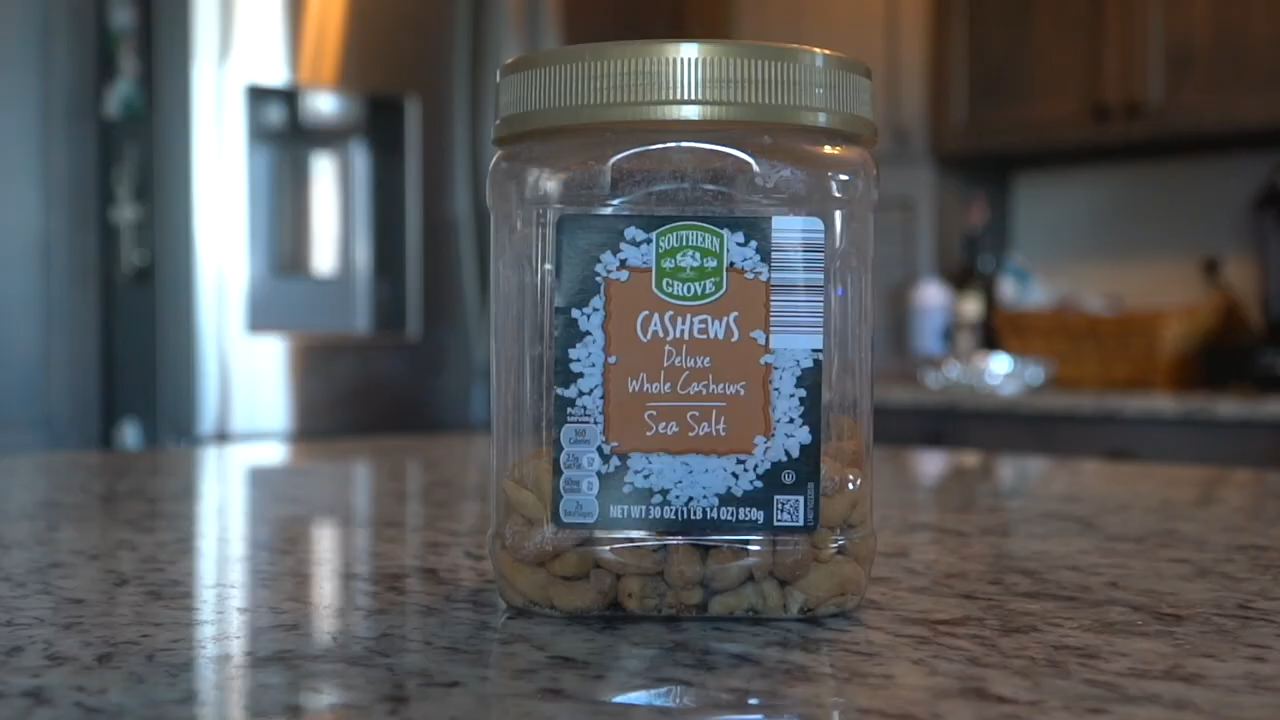 SOUTHERN
GROVE
CASHEWS
Deluxe
Whole Cashews
Sea Salt
160
Calories
NET WT 30 OZ (1 LB 14 OZ) 850g
U